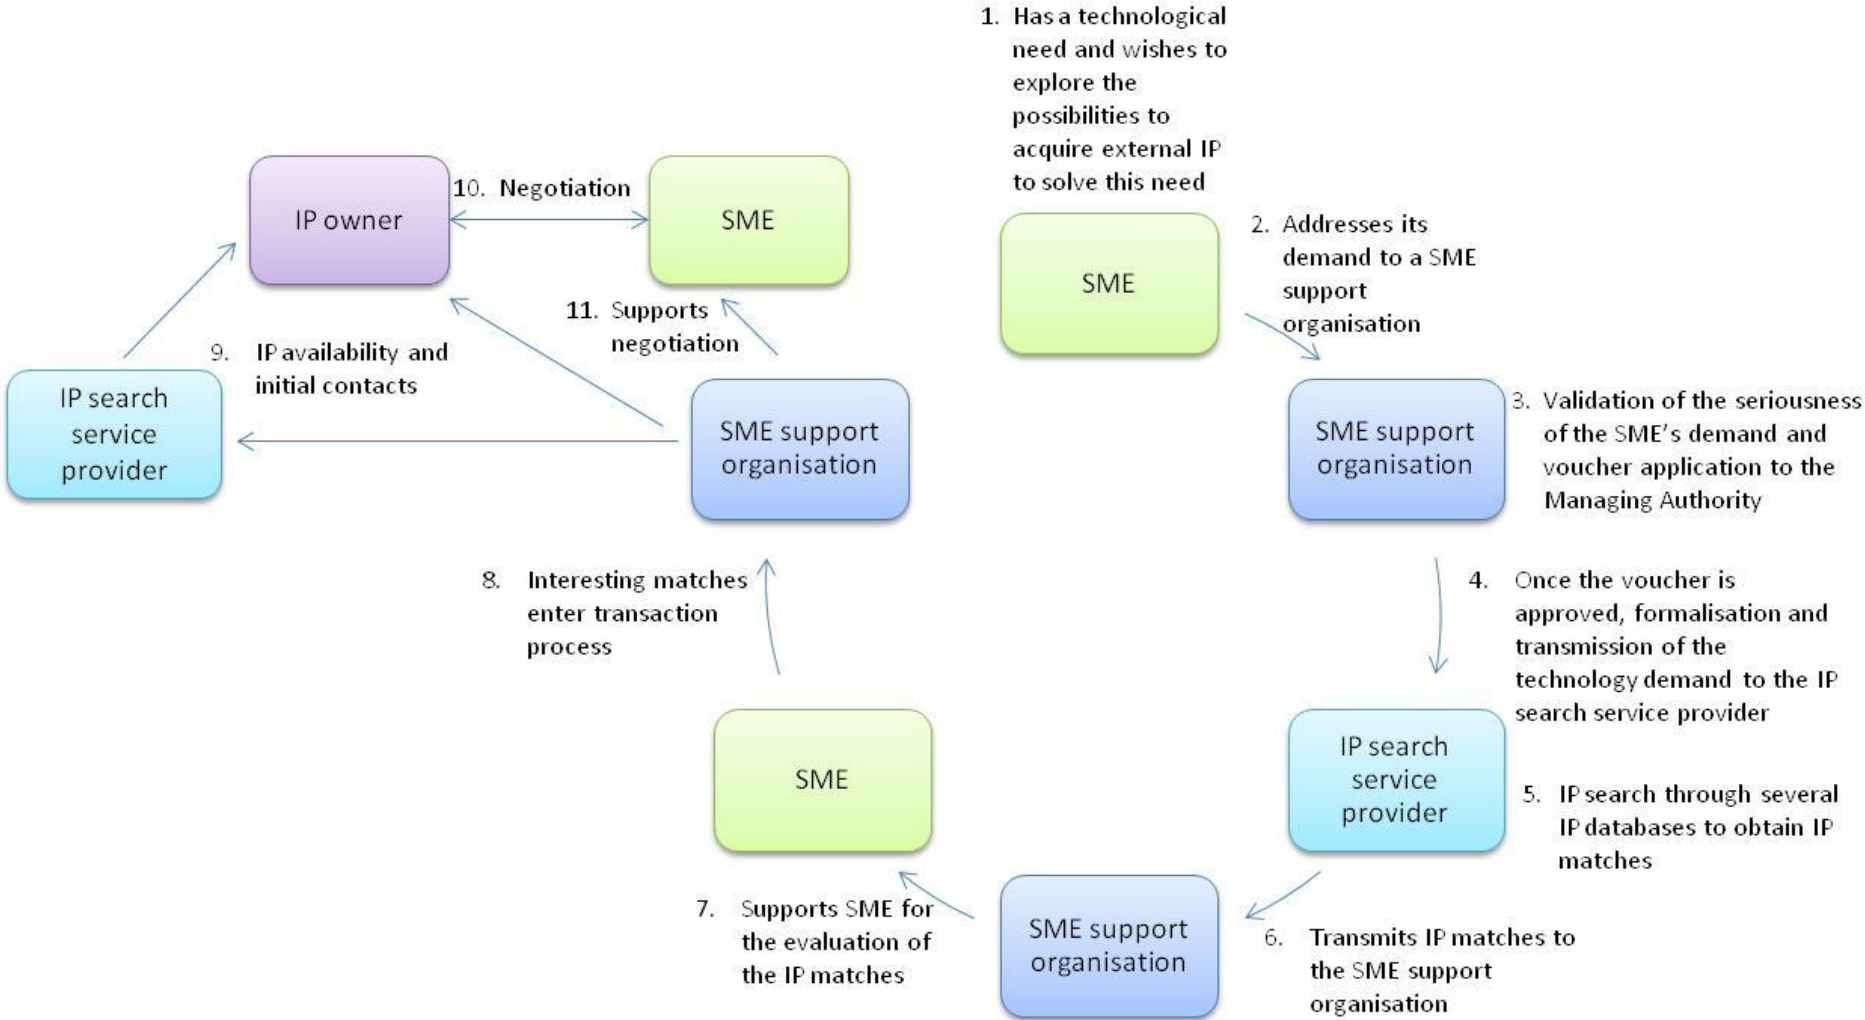 1. Has a technological
need and wishes to
explore the
possibilities to
acquire external IP
to solve this need
SME
2. Addresses its
demand to a SME
support
organisation
SME support
organisation
3. Validation of the seriousness
of the SME's demand and
voucher application to the
Managing Authority
4. Once the voucher is
approved, formalisation and
transmission of the
technology demand to the IP
search service provider
IP search
service
provider
5. IP search through several
IP databases to obtain IP
matches
6. Transmits IP matches to
the SME support
organisation
SME support
organisation
7. Supports SME for
the evaluation of
the IP matches
SME
8. Interesting matches
enter transaction
process
SME support
organisation
9. IP availability and
initial contacts
IP search
service
provider
IP owner
10. Negotiation
SME
11. Supports
negotiation